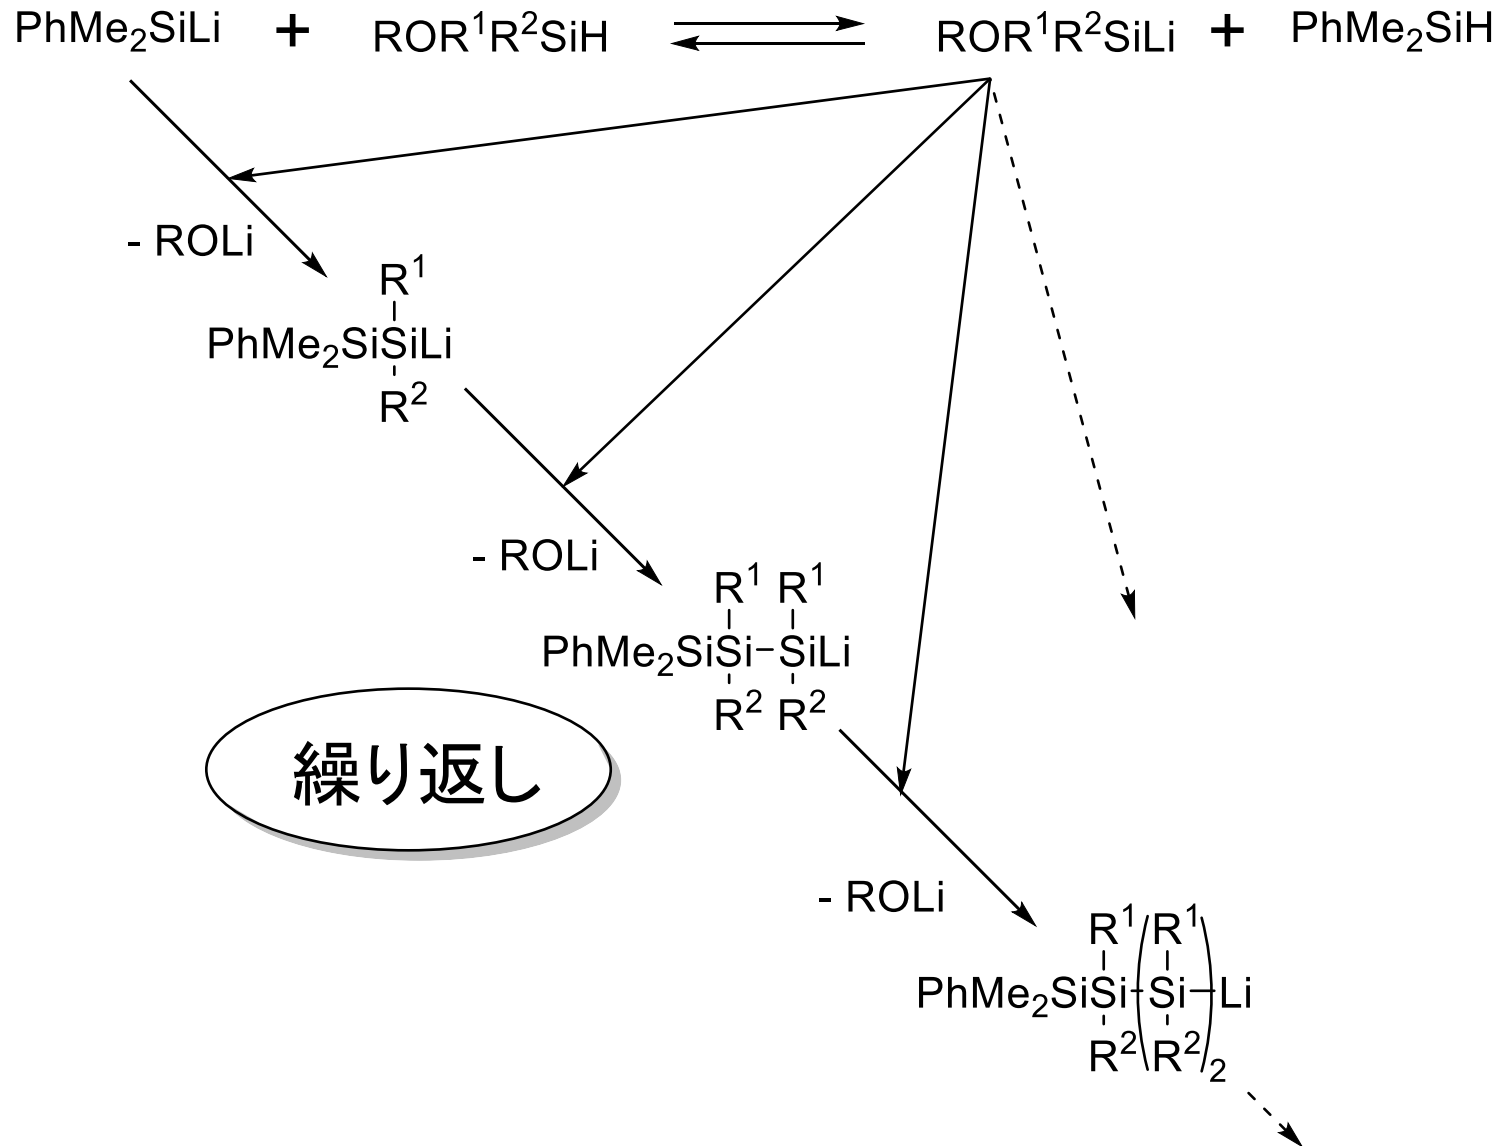 PhMe₂SiLi + ROR¹R²SiH ROR¹R²SiLi + PhMe₂SiH
- ROLi
R¹
PhMe₂SiSiLi
R²
- ROLi
R¹ R¹
PhMe₂SiSi–SiLi
R² R²
繰り返し
- ROLi
R¹ (R¹)
PhMe₂SiSi–(Si)–Li
R² (R²)₂